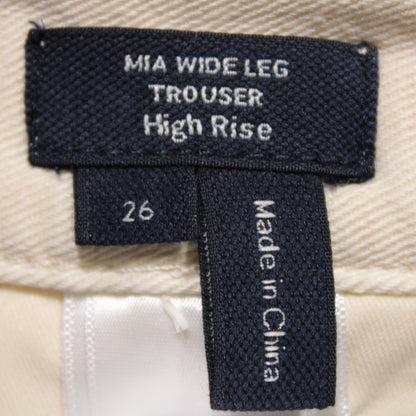 MIA WIDE LEG
TROUSER
High Rise
26
Made in China